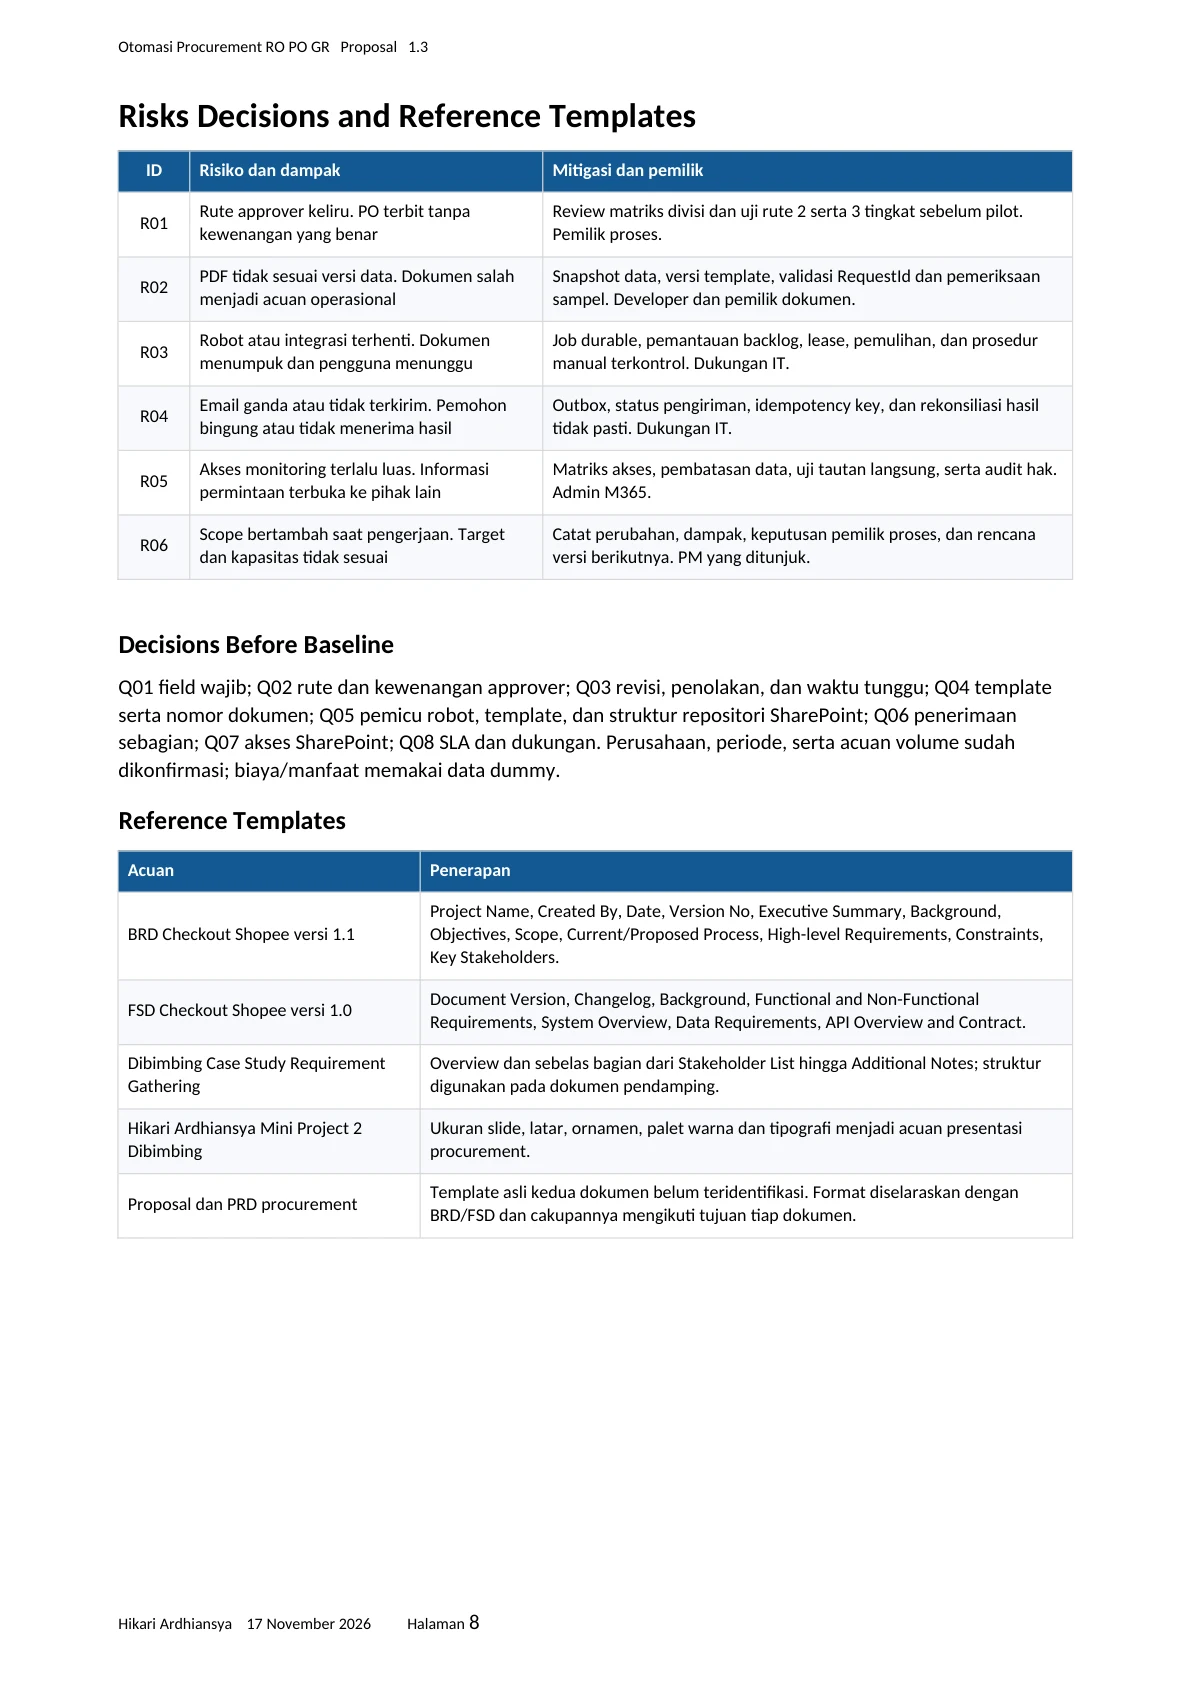 Otomasi Procurement RO PO GR Proposal 1.3
Risks Decisions and Reference Templates
ID Risiko dan dampak Mitigasi dan pemilik
R01
Rute approver keliru. PO terbit tanpa
kewenangan yang benar
Review matriks divisi dan uji rute 2 serta 3 tingkat sebelum pilot.
Pemilik proses.
R02
PDF tidak sesuai versi data. Dokumen salah
menjadi acuan operasional
Snapshot data, versi template, validasi RequestId dan pemeriksaan
sampel. Developer dan pemilik dokumen.
R03
Robot atau integrasi terhenti. Dokumen
menumpuk dan pengguna menunggu
Job durable, pemantauan backlog, lease, pemulihan, dan prosedur
manual terkontrol. Dukungan IT.
R04
Email ganda atau tidak terkirim. Pemohon
bingung atau tidak menerima hasil
Outbox, status pengiriman, idempotency key, dan rekonsiliasi hasil
tidak pasti. Dukungan IT.
R05
Akses monitoring terlalu luas. Informasi
permintaan terbuka ke pihak lain
Matriks akses, pembatasan data, uji tautan langsung, serta audit hak.
Admin M365.
R06
Scope bertambah saat pengerjaan. Target
dan kapasitas tidak sesuai
Catat perubahan, dampak, keputusan pemilik proses, dan rencana
versi berikutnya. PM yang ditunjuk.
Decisions Before Baseline
Q01 field wajib; Q02 rute dan kewenangan approver; Q03 revisi, penolakan, dan waktu tunggu; Q04 template
serta nomor dokumen; Q05 pemicu robot, template, dan struktur repositori SharePoint; Q06 penerimaan
sebagian; Q07 akses SharePoint; Q08 SLA dan dukungan. Perusahaan, periode, serta acuan volume sudah
dikonfirmasi; biaya/manfaat memakai data dummy.
Reference Templates
Acuan Penerapan
BRD Checkout Shopee versi 1.1
Project Name, Created By, Date, Version No, Executive Summary, Background,
Objectives, Scope, Current/Proposed Process, High-level Requirements, Constraints,
Key Stakeholders.
FSD Checkout Shopee versi 1.0
Document Version, Changelog, Background, Functional and Non-Functional
Requirements, System Overview, Data Requirements, API Overview and Contract.
Dibimbing Case Study Requirement
Gathering
Overview dan sebelas bagian dari Stakeholder List hingga Additional Notes; struktur
digunakan pada dokumen pendamping.
Hikari Ardhiansya Mini Project 2
Dibimbing
Ukuran slide, latar, ornamen, palet warna dan tipografi menjadi acuan presentasi
procurement.
Proposal dan PRD procurement
Template asli kedua dokumen belum teridentifikasi. Format diselaraskan dengan
BRD/FSD dan cakupannya mengikuti tujuan tiap dokumen.
Hikari Ardhiansya 17 November 2026 Halaman 8